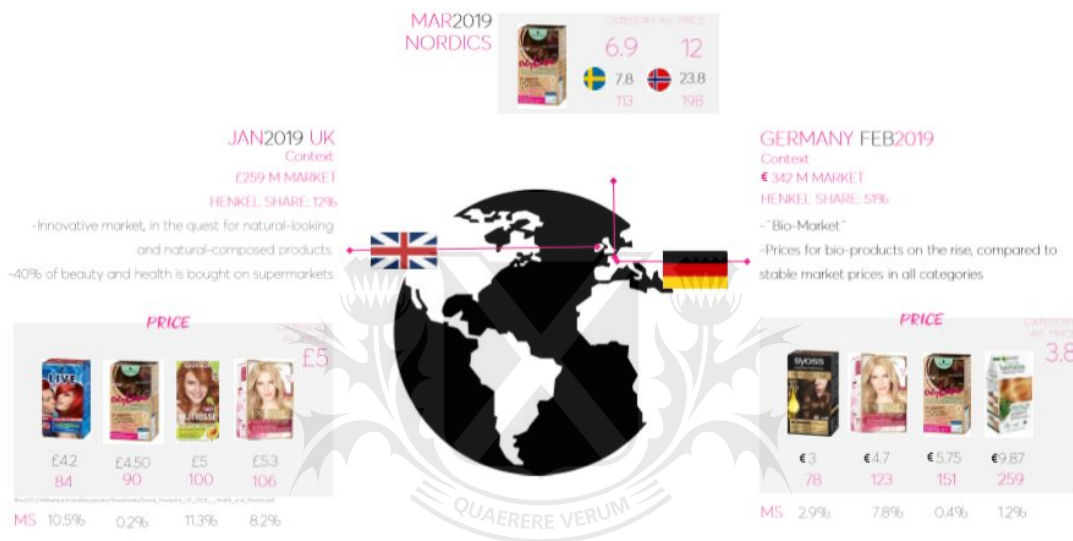 MAR2019
NORDICS
CATEGORY AV. PRICE
6.9 12
7.8 23.8
113 198
JAN2019 UK
Context
£259 M MARKET
HENKEL SHARE: 12%
-Innovative market, in the quest for natural-looking
and natural-composed products.
-40% of beauty and health is bought on supermarkets
GERMANY FEB2019
Context
€ 342 M MARKET
HENKEL SHARE: 51%
-"Bio-Market"
-Prices for bio-products on the rise, compared to
stable market prices in all categories
PRICE
£5
LIVE
£4.2 £4.50 £5 £5.3
84 90 100 106
MS 10.5% 0.2% 11.3% 8.2%
PRICE
CATEGORY
AV. PRICE
3.8
syoss
€3 €4.7 €5.75 €9.87
78 123 151 259
MS 2.9% 7.8% 0.4% 1.2%
QUAERERE VERUM